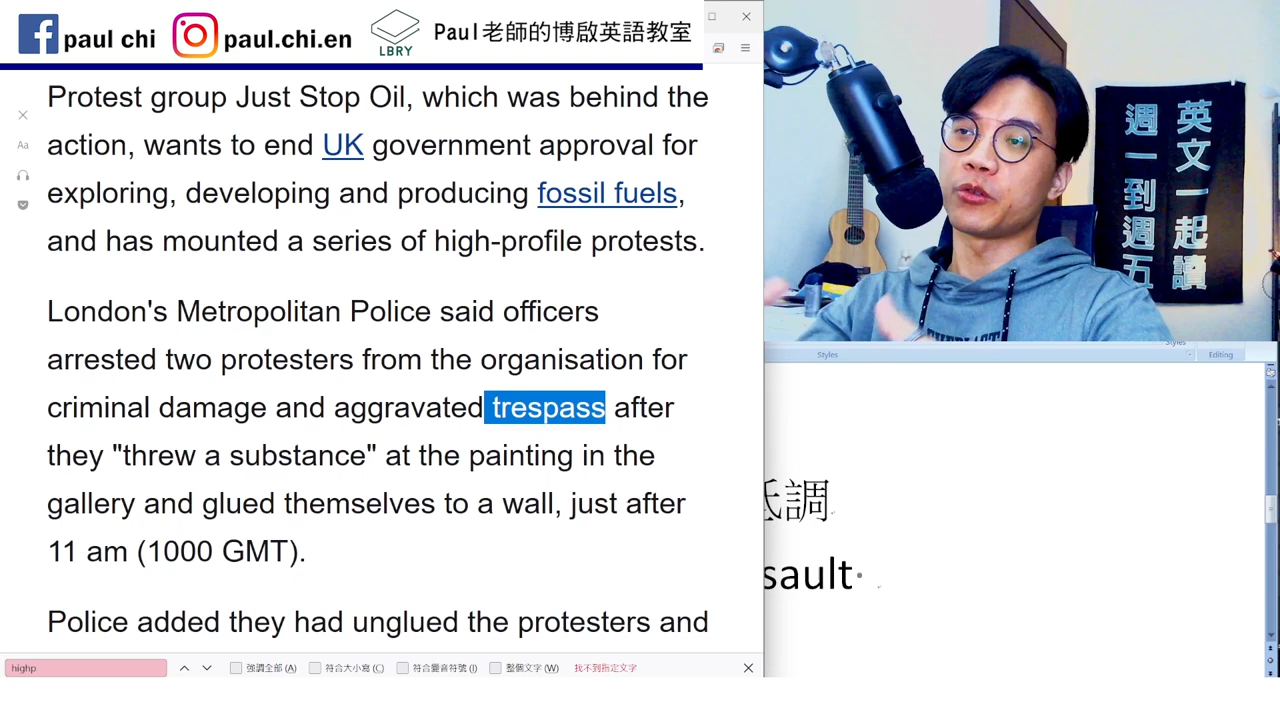 paul chi
paul.chi.en
LBRY
Paul老師的博啟英語教室
Protest group Just Stop Oil, which was behind the
action, wants to end UK government approval for
exploring, developing and producing fossil fuels,
and has mounted a series of high-profile protests.
London's Metropolitan Police said officers
arrested two protesters from the organisation for
criminal damage and aggravated trespass after
they "threw a substance" at the painting in the
gallery and glued themselves to a wall, just after
11 am (1000 GMT).
Police added they had unglued the protesters and
Aa
highp
強調全部 (A)
符合大小寫 (C)
符合變音符號 (I)
整個文字 (W)
找不到指定文字
英文一起讀
週一到週五
Styles
Styles
Editing
低調
sault